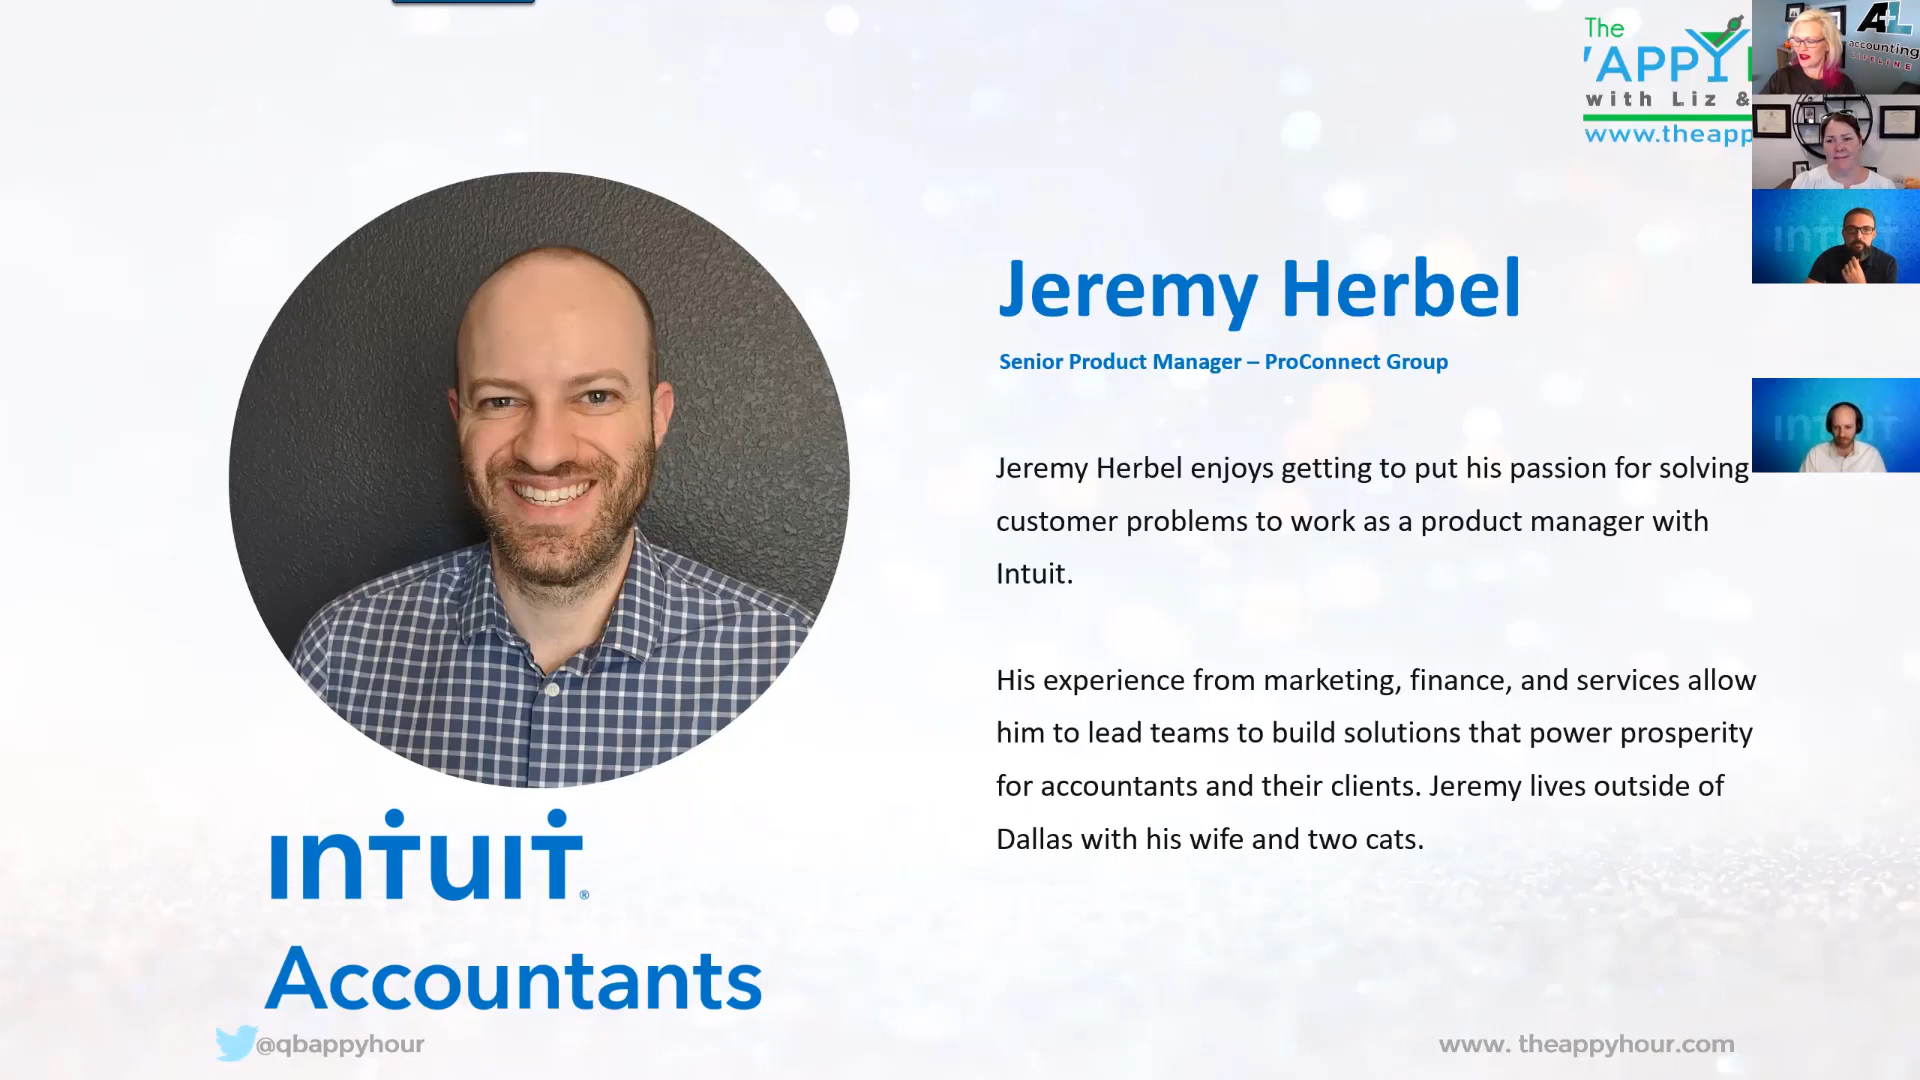 The
'APPY
with Liz &
www.theapp
A+L
accounting
LIFELINE
Jeremy Herbel
Senior Product Manager – ProConnect Group
Jeremy Herbel enjoys getting to put his passion for solving
customer problems to work as a product manager with
Intuit.
His experience from marketing, finance, and services allow
him to lead teams to build solutions that power prosperity
for accountants and their clients. Jeremy lives outside of
Dallas with his wife and two cats.
intuit®
Accountants
@qbappyhour
www. theappyhour.com